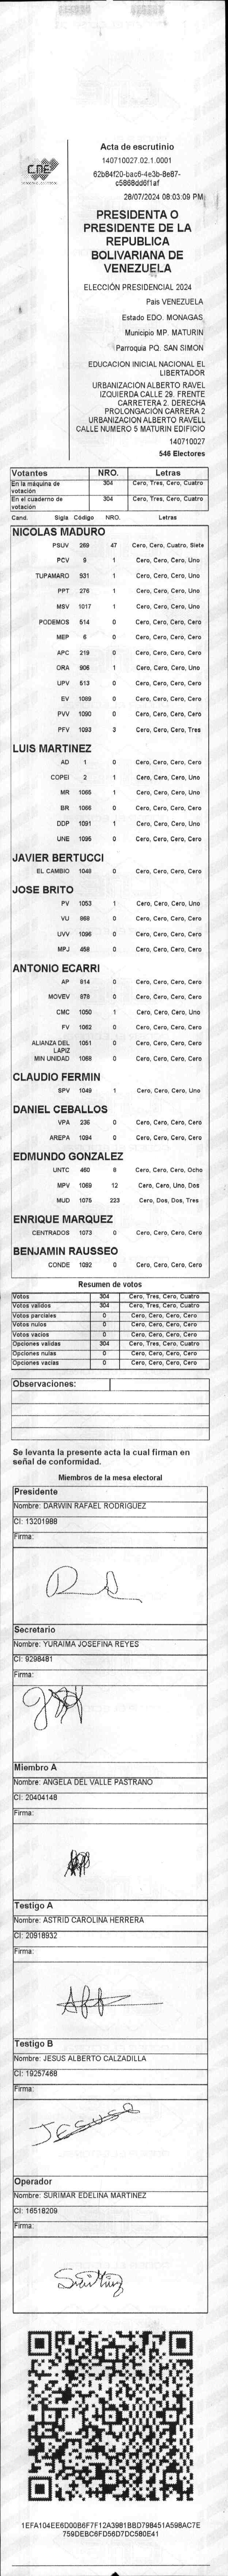 CNE
Acta de escrutinio
140710027.02.1.0001
62b84f20-bac6-4e3b-8e87-
c5868dd6f1af
28/07/2024 08:03:09 PM
PRESIDENTA O
PRESIDENTE DE LA
REPUBLICA
BOLIVARIANA DE
VENEZUELA
ELECCIÓN PRESIDENCIAL 2024
Pais VENEZUELA
Estado EDO. MONAGAS
Municipio MP. MATURIN
Parroquia PQ. SAN SIMON
EDUCACION INICIAL NACIONAL EL
LIBERTADOR
URBANIZACIÓN ALBERTO RAVEL
IZQUIERDA CALLE 29. FRENTE
CARRETERA 2. DERECHA
PROLONGACIÓN CARRERA 2
URBANIZACION ALBERTO RAVELL
CALLE NUMERO 5 MATURIN EDIFICIO
140710027
546 Electores
Votantes NRO. Letras
En la máquina de votación 304 Cero, Tres, Cero, Cuatro
En el cuaderno de votación 304 Cero, Tres, Cero, Cuatro
Cand. Sigla Código NRO. Letras
NICOLAS MADURO
PSUV 269 47 Cero, Cero, Cuatro, Siete
PCV 9 1 Cero, Cero, Cero, Uno
TUPAMARO 931 1 Cero, Cero, Cero, Uno
PPT 276 1 Cero, Cero, Cero, Uno
MSV 1017 1 Cero, Cero, Cero, Uno
PODEMOS 514 0 Cero, Cero, Cero, Cero
MEP 6 0 Cero, Cero, Cero, Cero
APC 219 0 Cero, Cero, Cero, Cero
ORA 906 1 Cero, Cero, Cero, Uno
UPV 513 0 Cero, Cero, Cero, Cero
EV 1089 0 Cero, Cero, Cero, Cero
PVV 1090 0 Cero, Cero, Cero, Cero
PFV 1093 3 Cero, Cero, Cero, Tres
LUIS MARTINEZ
AD 1 0 Cero, Cero, Cero, Cero
COPEI 2 1 Cero, Cero, Cero, Uno
MR 1065 1 Cero, Cero, Cero, Uno
BR 1066 0 Cero, Cero, Cero, Cero
DDP 1091 1 Cero, Cero, Cero, Uno
UNE 1095 0 Cero, Cero, Cero, Cero
JAVIER BERTUCCI
EL CAMBIO 1048 0 Cero, Cero, Cero, Cero
JOSE BRITO
PV 1053 1 Cero, Cero, Cero, Uno
VU 868 0 Cero, Cero, Cero, Cero
UVV 1096 0 Cero, Cero, Cero, Cero
MPJ 458 0 Cero, Cero, Cero, Cero
ANTONIO ECARRI
AP 814 0 Cero, Cero, Cero, Cero
MOVEV 878 0 Cero, Cero, Cero, Cero
CMC 1050 1 Cero, Cero, Cero, Uno
FV 1062 0 Cero, Cero, Cero, Cero
ALIANZA DEL LAPIZ 1051 0 Cero, Cero, Cero, Cero
MIN UNIDAD 1088 0 Cero, Cero, Cero, Cero
CLAUDIO FERMIN
SPV 1049 1 Cero, Cero, Cero, Uno
DANIEL CEBALLOS
VPA 236 0 Cero, Cero, Cero, Cero
AREPA 1094 0 Cero, Cero, Cero, Cero
EDMUNDO GONZALEZ
UNTC 460 8 Cero, Cero, Cero, Ocho
MPV 1069 12 Cero, Cero, Uno, Dos
MUD 1075 223 Cero, Dos, Dos, Tres
ENRIQUE MARQUEZ
CENTRADOS 1073 0 Cero, Cero, Cero, Cero
BENJAMIN RAUSSEO
CONDE 1092 0 Cero, Cero, Cero, Cero
Resumen de votos
Votos 304 Cero, Tres, Cero, Cuatro
Votos validos 304 Cero, Tres, Cero, Cuatro
Votos parciales 0 Cero, Cero, Cero, Cero
Votos nulos 0 Cero, Cero, Cero, Cero
Votos vacios 0 Cero, Cero, Cero, Cero
Opciones validas 304 Cero, Tres, Cero, Cuatro
Opciones nulas 0 Cero, Cero, Cero, Cero
Opciones vacias 0 Cero, Cero, Cero, Cero
Observaciones:
Se levanta la presente acta la cual firman en
señal de conformidad.
Miembros de la mesa electoral
Presidente
Nombre: DARWIN RAFAEL RODRIGUEZ
CI: 13201988
Firma:
Secretario
Nombre: YURAIMA JOSEFINA REYES
CI: 9298481
Firma:
Miembro A
Nombre: ANGELA DEL VALLE PASTRANO
CI: 20404148
Firma:
Testigo A
Nombre: ASTRID CAROLINA HERRERA
CI: 20918932
Firma:
Testigo B
Nombre: JESUS ALBERTO CALZADILLA
CI: 19257468
Firma:
Operador
Nombre: SURIMAR EDELINA MARTINEZ
CI: 16518209
Firma:
1EFA104EE6D00B6F7F12A3981BBD798451A598AC7E
759DEBC6FD56D7DC580E41